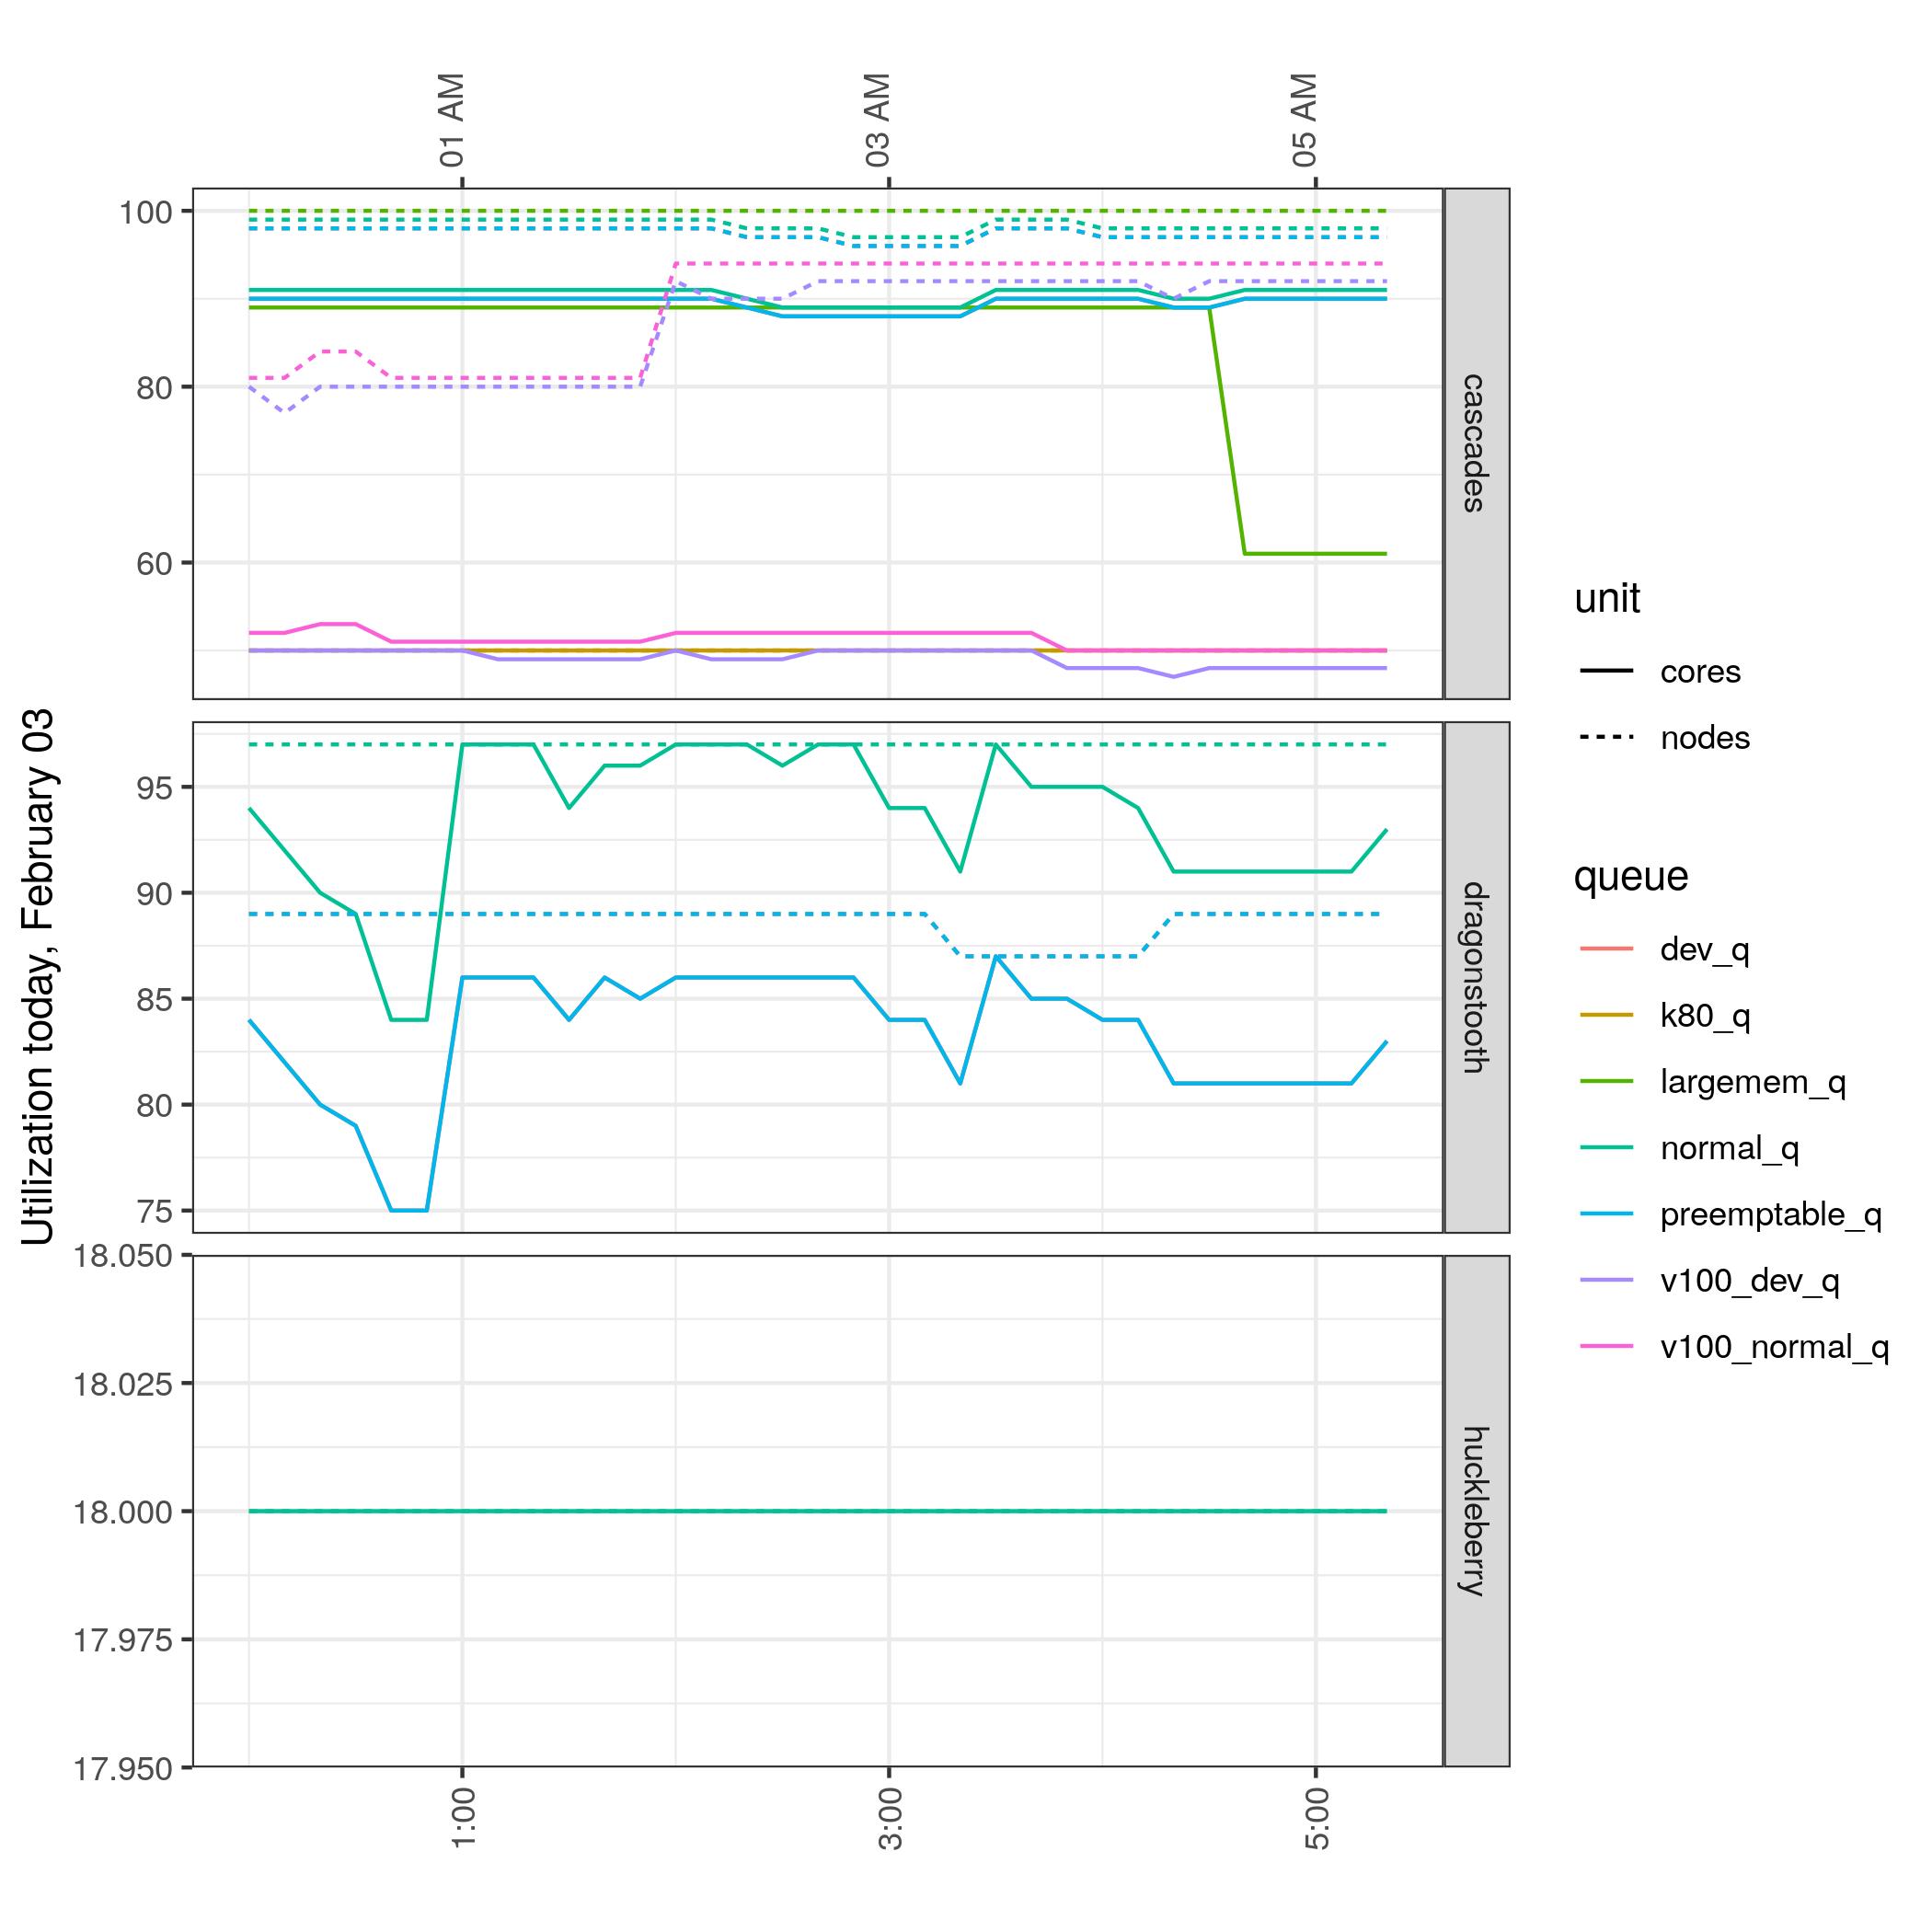 01 AM
03 AM
05 AM
100
80
60
cascades
95
90
85
80
75
dragonstooth
18.050
18.025
18.000
17.975
17.950
huckleberry
1:00
3:00
5:00
Utilization today, February 03
unit
cores
nodes
queue
dev_q
k80_q
largemem_q
normal_q
preemptable_q
v100_dev_q
v100_normal_q